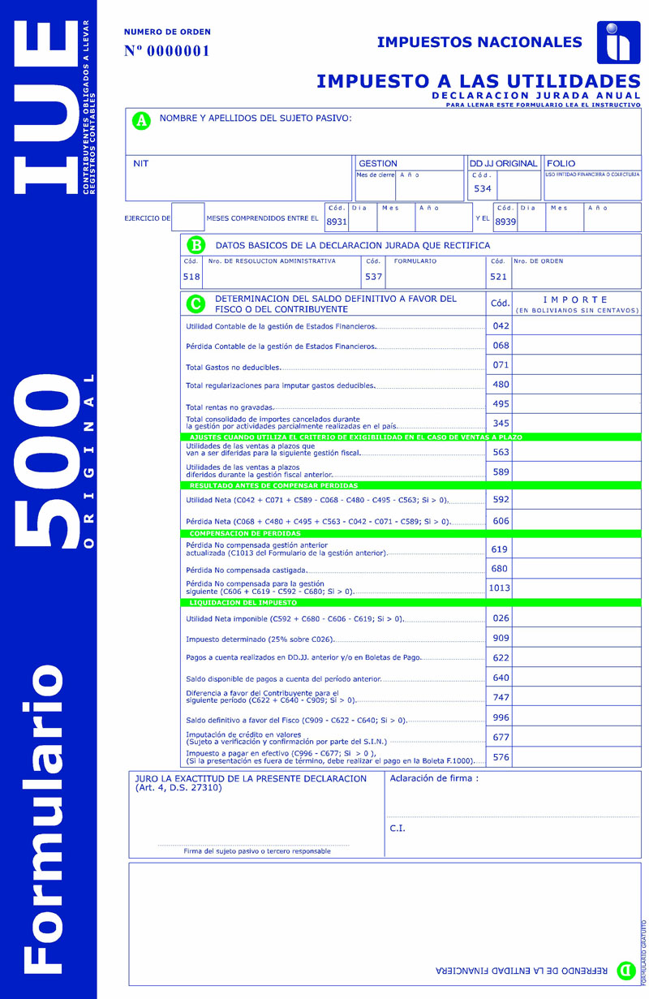 NUMERO DE ORDEN
Nº 0000001
IMPUESTOS NACIONALES
IMPUESTO A LAS UTILIDADES
DECLARACION JURADA ANUAL
PARA LLENAR ESTE FORMULARIO LEA EL INSTRUCTIVO
IUE
CONTRIBUYENTES OBLIGADOS A LLEVAR
REGISTROS CONTABLES
500
ORIGINAL
Formulario
A NOMBRE Y APELLIDOS DEL SUJETO PASIVO:
NIT
GESTION
Mes de cierre Año
DD JJ ORIGINAL
Cód.
534
FOLIO
USO ENTIDAD FINANCIERA O COLECTURIA
EJERCICIO DE MESES COMPRENDIDOS ENTRE EL
Cód. Dia Mes Año
8931
Y EL
Cód. Dia Mes Año
8939
B DATOS BASICOS DE LA DECLARACION JURADA QUE RECTIFICA
Cód. Nro. DE RESOLUCION ADMINISTRATIVA Cód. FORMULARIO Cód. Nro. DE ORDEN
518 537 521
C DETERMINACION DEL SALDO DEFINITIVO A FAVOR DEL
FISCO O DEL CONTRIBUYENTE
Cód.
IMPORTE
(EN BOLIVIANOS SIN CENTAVOS)
Utilidad Contable de la gestión de Estados Financieros. 042
Pérdida Contable de la gestión de Estados Financieros. 068
Total Gastos no deducibles. 071
Total regularizaciones para imputar gastos deducibles. 480
Total rentas no gravadas. 495
Total consolidado de importes cancelados durante
la gestión por actividades parcialmente realizadas en el país. 345
AJUSTES CUANDO UTILIZA EL CRITERIO DE EXIGIBILIDAD EN EL CASO DE VENTAS A PLAZO
Utilidades de las ventas a plazos que
van a ser diferidas para la siguiente gestión fiscal. 563
Utilidades de las ventas a plazos
diferidos durante la gestión fiscal anterior. 589
RESULTADO ANTES DE COMPENSAR PERDIDAS
Utilidad Neta (C042 + C071 + C589 - C068 - C480 - C495 - C563; Si > 0). 592
Pérdida Neta (C068 + C480 + C495 + C563 - C042 - C071 - C589; Si > 0). 606
COMPENSACION DE PERDIDAS
Pérdida No compensada gestión anterior
actualizada (C1013 del Formulario de la gestión anterior). 619
Pérdida No compensada castigada. 680
Pérdida No compensada para la gestión
siguiente (C606 + C619 - C592 - C680; Si > 0). 1013
LIQUIDACION DEL IMPUESTO
Utilidad Neta imponible (C592 + C680 - C606 - C619; Si > 0). 026
Impuesto determinado (25% sobre C026). 909
Pagos a cuenta realizados en DD.JJ. anterior y/o en Boletas de Pago. 622
Saldo disponible de pagos a cuenta del período anterior. 640
Diferencia a favor del Contribuyente para el
siguiente período (C622 + C640 - C909; Si > 0). 747
Saldo definitivo a favor del Fisco (C909 - C622 - C640; Si > 0). 996
Imputación de crédito en valores
(Sujeto a verificación y confirmación por parte del S.I.N.) 677
Impuesto a pagar en efectivo (C996 - C677; Si > 0 ),
(Si la presentación es fuera de término, debe realizar el pago en la Boleta F.1000). 576
JURO LA EXACTITUD DE LA PRESENTE DECLARACION
(Art. 4, D.S. 27310)
Firma del sujeto pasivo o tercero responsable
Aclaración de firma :
C.I.
D REFRENDO DE LA ENTIDAD FINANCIERA
FORMULARIO GRATUITO